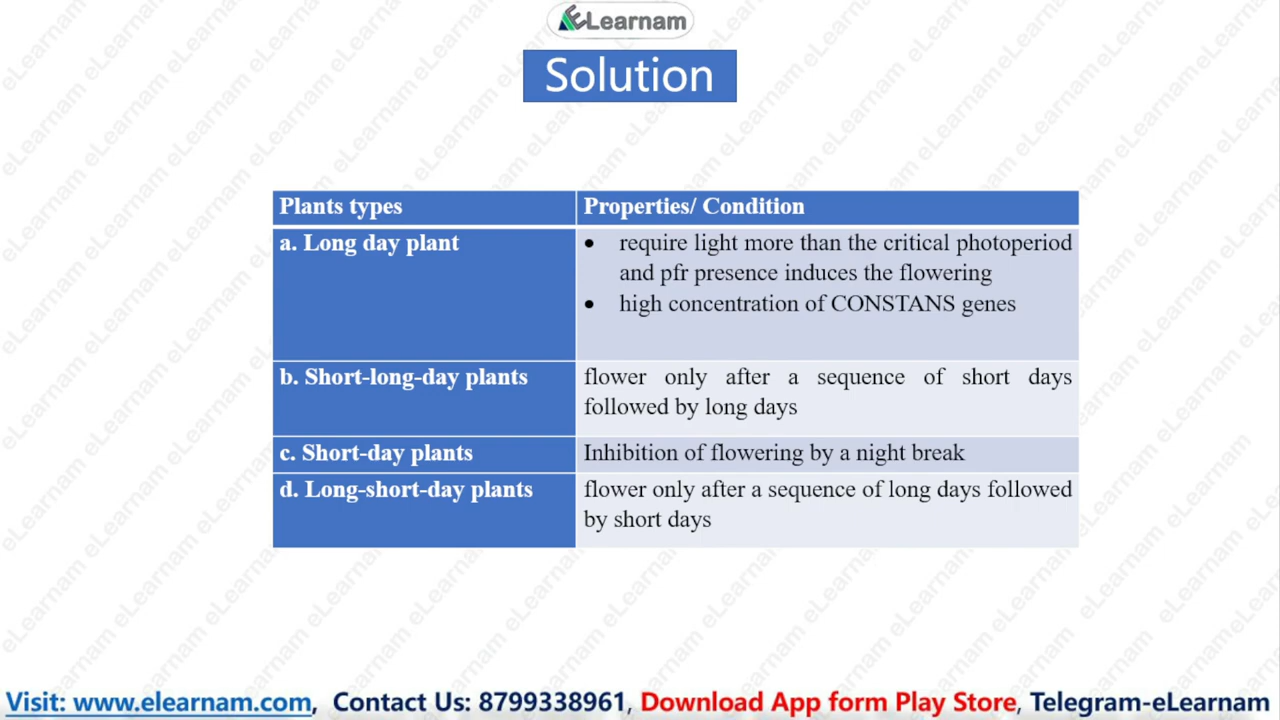 ELearnam
Solution
Plants types
Properties/ Condition
a. Long day plant
• require light more than the critical photoperiod
and pfr presence induces the flowering
• high concentration of CONSTANS genes
b. Short-long-day plants
flower only after a sequence of short days
followed by long days
c. Short-day plants
Inhibition of flowering by a night break
d. Long-short-day plants
flower only after a sequence of long days followed
by short days
Visit: www.elearnam.com, Contact Us: 8799338961, Download App form Play Store, Telegram-eLearnam